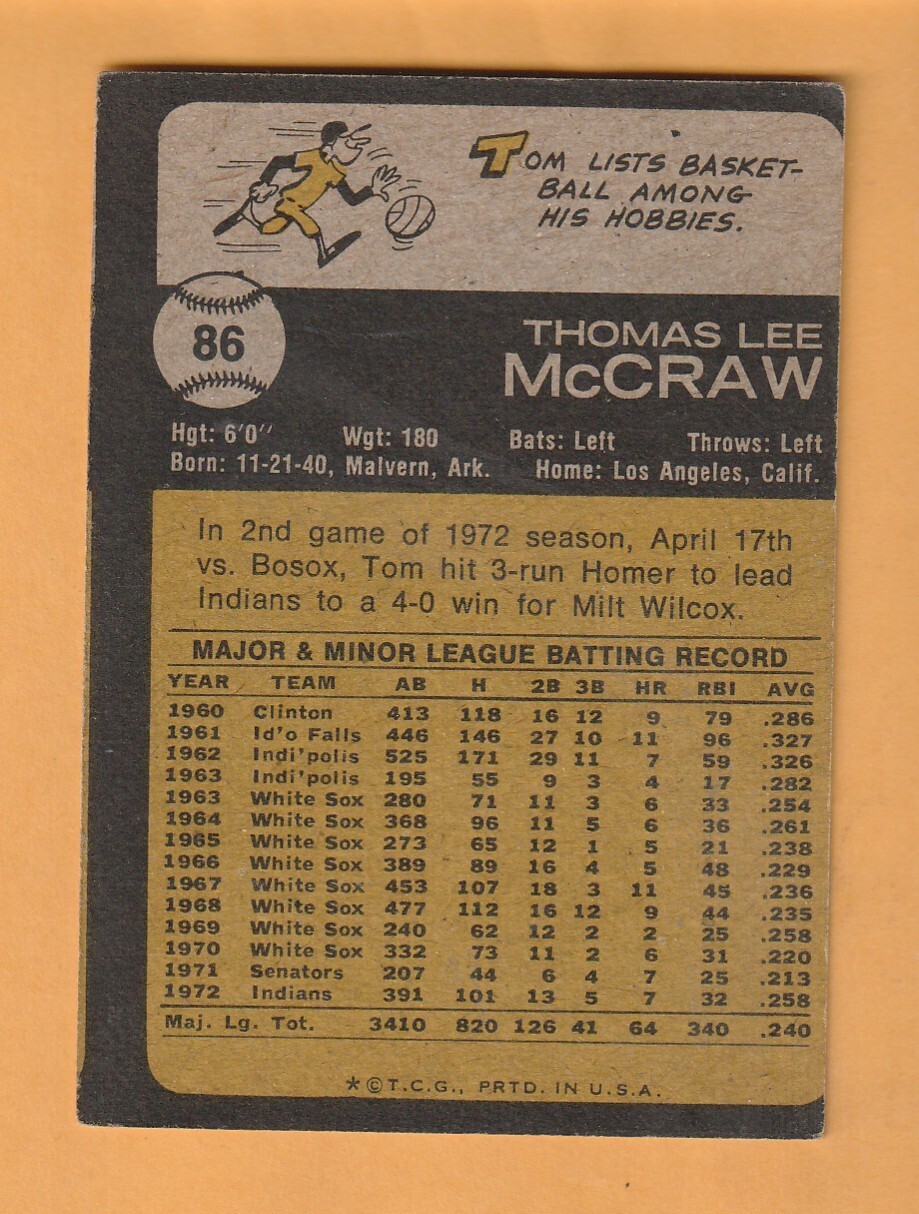 TOM LISTS BASKET-
BALL AMONG
HIS HOBBIES.
86
THOMAS LEE
McCRAW
Hgt: 6'0'' Wgt: 180 Bats: Left Throws: Left
Born: 11-21-40, Malvern, Ark. Home: Los Angeles, Calif.
In 2nd game of 1972 season, April 17th
vs. Bosox, Tom hit 3-run Homer to lead
Indians to a 4-0 win for Milt Wilcox.
MAJOR & MINOR LEAGUE BATTING RECORD
YEAR TEAM AB H 2B 3B HR RBI AVG
1960 Clinton 413 118 16 12 9 79 .286
1961 Id'o Falls 446 146 27 10 11 96 .327
1962 Indi'polis 525 171 29 11 7 59 .326
1963 Indi'polis 195 55 9 3 4 17 .282
1963 White Sox 280 71 11 3 6 33 .254
1964 White Sox 368 96 11 5 6 36 .261
1965 White Sox 273 65 12 1 5 21 .238
1966 White Sox 389 89 16 4 5 48 .229
1967 White Sox 453 107 18 3 11 45 .236
1968 White Sox 477 112 16 12 9 44 .235
1969 White Sox 240 62 12 2 2 25 .258
1970 White Sox 332 73 11 2 6 31 .220
1971 Senators 207 44 6 4 7 25 .213
1972 Indians 391 101 13 5 7 32 .258
Maj. Lg. Tot. 3410 820 126 41 64 340 .240
*©T.C.G., PRTD. IN U.S.A.